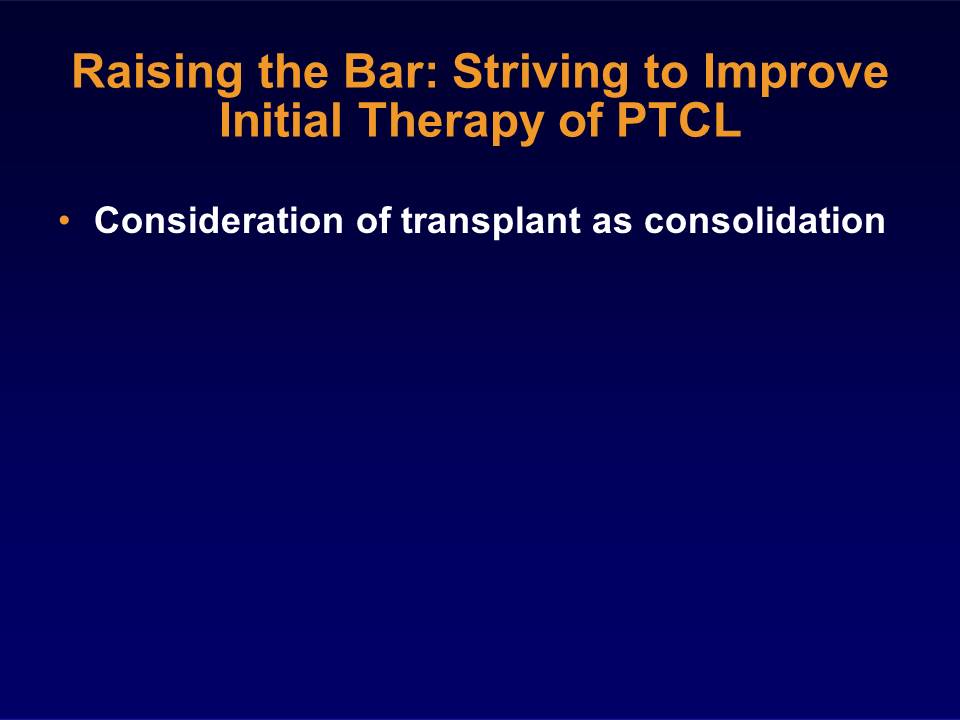 Raising the Bar: Striving to Improve
Initial Therapy of PTCL
• Consideration of transplant as consolidation